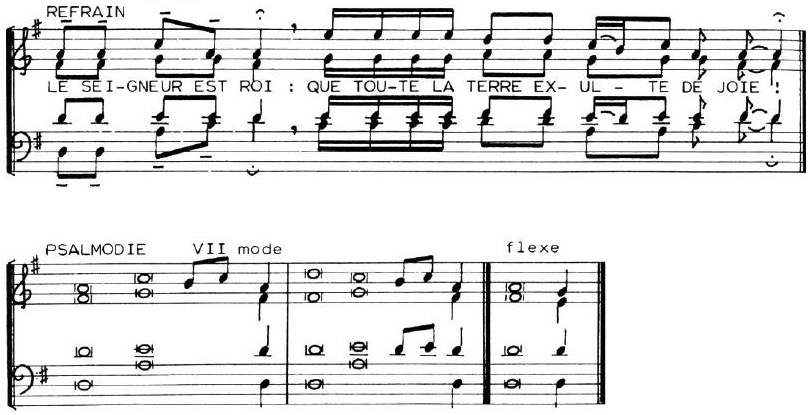 REFRAIN
LE SEI-GNEUR EST ROI : QUE TOU-TE LA TERRE EX-UL - TE DE JOIE !
PSALMODIE VII mode flexe